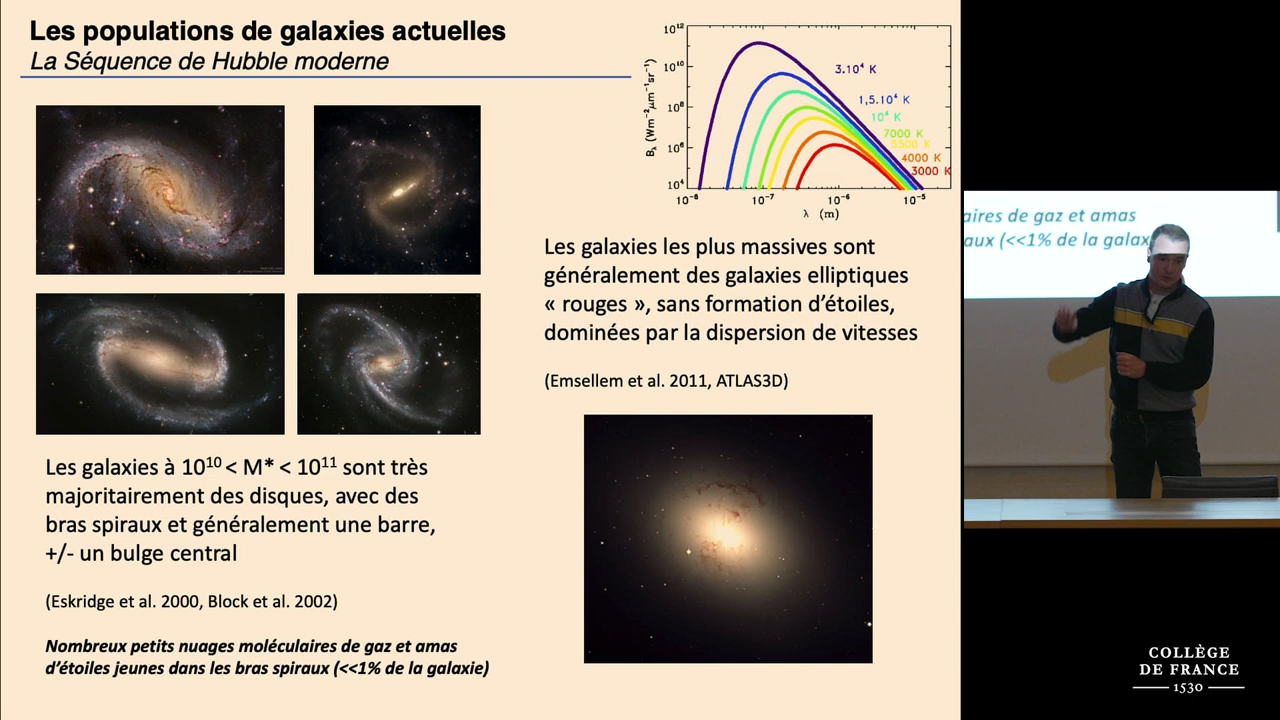 Les populations de galaxies actuelles
La Séquence de Hubble moderne
10¹²
10¹⁰
10⁸
10⁶
10⁴
Bλ (Wm⁻²μm⁻¹sr⁻¹)
3.10⁴ K
1,5.10⁴ K
10⁴ K
7000 K
5500 K
4000 K
3000 K
10⁻⁸
10⁻⁷
10⁻⁶
10⁻⁵
λ (m)
Les galaxies les plus massives sont
généralement des galaxies elliptiques
« rouges », sans formation d’étoiles,
dominées par la dispersion de vitesses
(Emsellem et al. 2011, ATLAS3D)
Les galaxies à 10¹⁰ < M* < 10¹¹ sont très
majoritairement des disques, avec des
bras spiraux et généralement une barre,
+/- un bulge central
(Eskridge et al. 2000, Block et al. 2002)
Nombreux petits nuages moléculaires de gaz et amas
d’étoiles jeunes dans les bras spiraux (<<1% de la galaxie)
aires de gaz et amas
aux (<<1% de la galax
COLLÈGE
DE FRANCE
1530